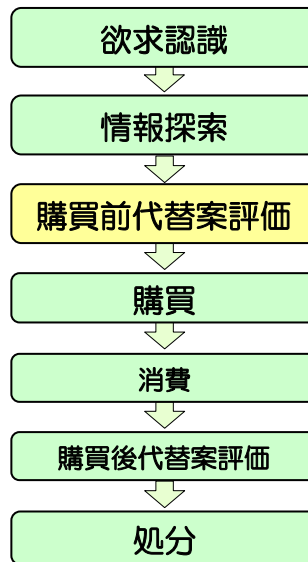 欲求認識
情報探索
購買前代替案評価
購買
消費
購買後代替案評価
処分